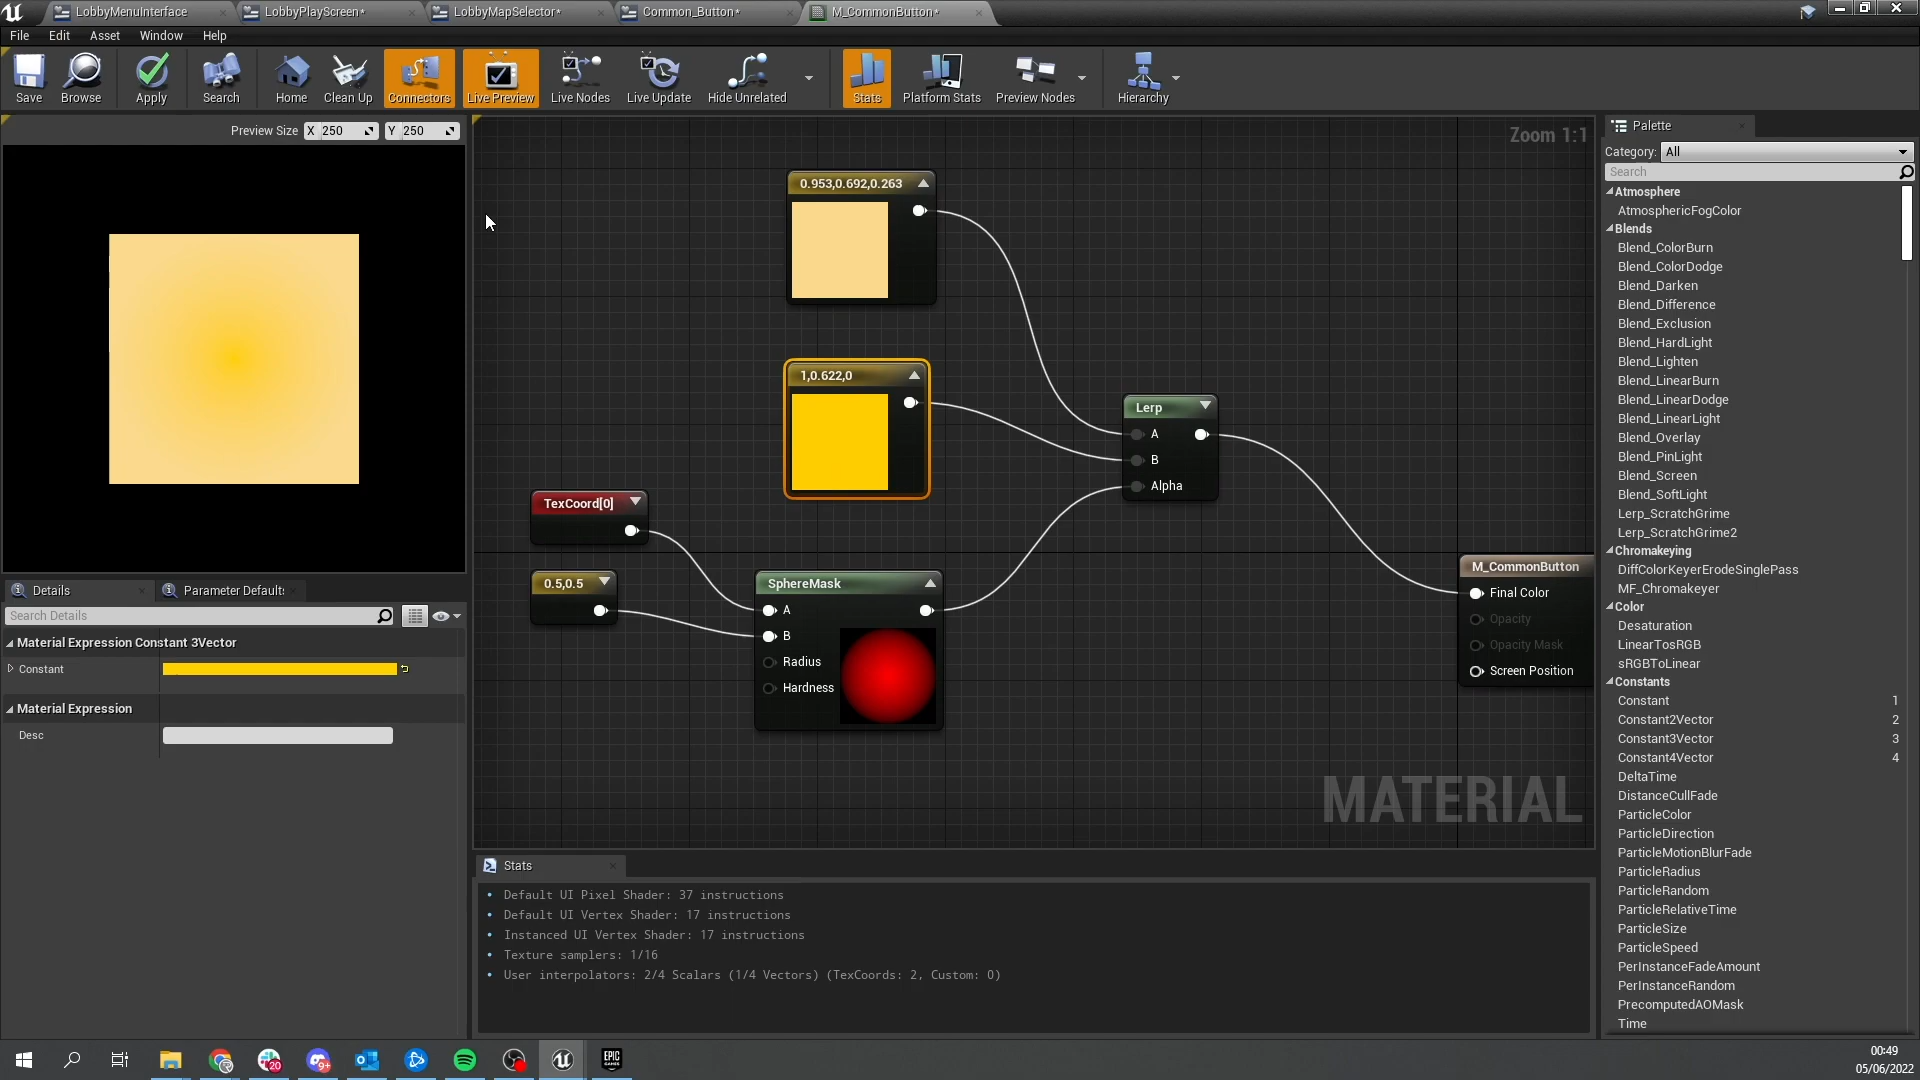 LobbyMenuInterface
LobbyPlayScreen*
LobbyMapSelector*
Common_Button*
M_CommonButton*
File Edit Asset Window Help
Save Browse Apply Search Home Clean Up Connectors Live Preview Live Nodes Live Update Hide Unrelated Stats Platform Stats Preview Nodes Hierarchy
Preview Size X 250 Y 250
Zoom 1:1
0.953,0.692,0.263
1,0.622,0
Lerp
A
B
Alpha
TexCoord[0]
0.5,0.5
SphereMask
A
B
Radius
Hardness
M_CommonButton
Final Color
Opacity
Opacity Mask
Screen Position
MATERIAL
Details
Parameter Default
Search Details
Material Expression Constant 3Vector
Constant
Material Expression
Desc
Stats
Default UI Pixel Shader: 37 instructions
Default UI Vertex Shader: 17 instructions
Instanced UI Vertex Shader: 17 instructions
Texture samplers: 1/16
User interpolators: 2/4 Scalars (1/4 Vectors) (TexCoords: 2, Custom: 0)
Palette
Category: All
Search
Atmosphere
AtmosphericFogColor
Blends
Blend_ColorBurn
Blend_ColorDodge
Blend_Darken
Blend_Difference
Blend_Exclusion
Blend_HardLight
Blend_Lighten
Blend_LinearBurn
Blend_LinearDodge
Blend_LinearLight
Blend_Overlay
Blend_PinLight
Blend_Screen
Blend_SoftLight
Lerp_ScratchGrime
Lerp_ScratchGrime2
Chromakeying
DiffColorKeyerErodeSinglePass
MF_Chromakeyer
Color
Desaturation
LinearTosRGB
sRGBToLinear
Constants
Constant 1
Constant2Vector 2
Constant3Vector 3
Constant4Vector 4
DeltaTime
DistanceCullFade
ParticleColor
ParticleDirection
ParticleMotionBlurFade
ParticleRadius
ParticleRandom
ParticleRelativeTime
ParticleSize
ParticleSpeed
PerInstanceFadeAmount
PerInstanceRandom
PrecomputedAOMask
Time
20
9+
EPIC
GAMES
00:49
05/06/2022